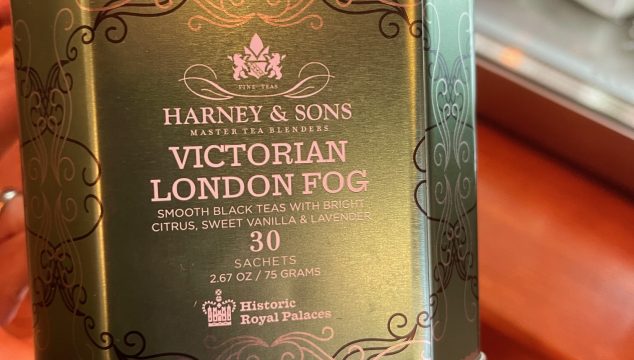 FINE TEAS
HARNEY & SONS
MASTER TEA BLENDERS
VICTORIAN
LONDON FOG
SMOOTH BLACK TEAS WITH BRIGHT
CITRUS, SWEET VANILLA & LAVENDER
30
SACHETS
2.67 OZ / 75 GRAMS
Historic
Royal Palaces